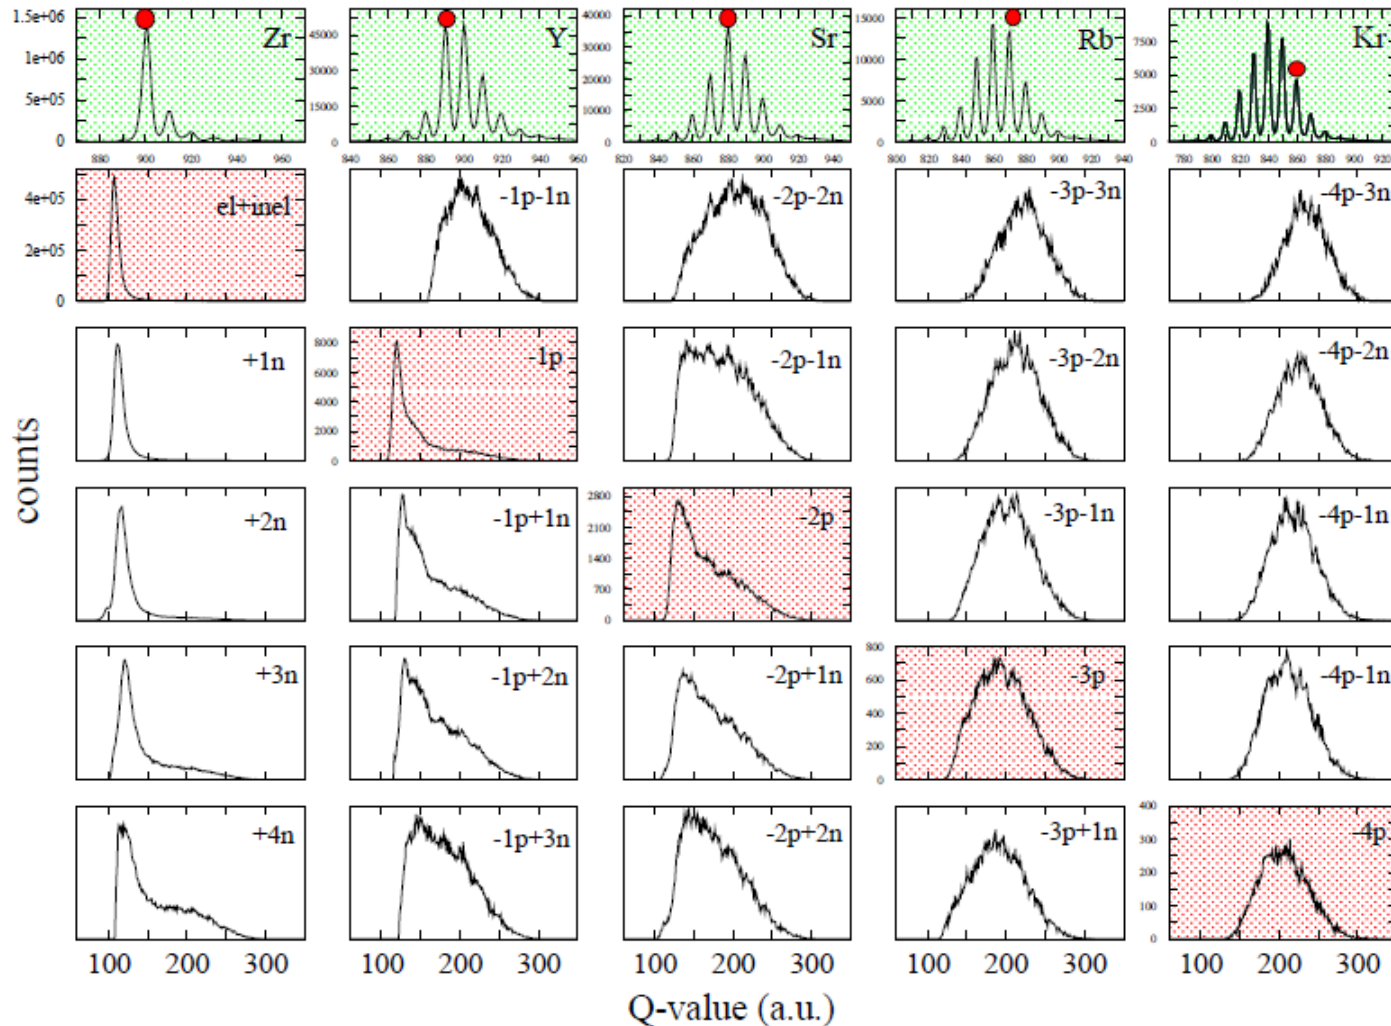 1.5e+06
1e+06
5e+05
0
Zr
880 900 920 940 960
45000
30000
15000
0
Y
840 860 880 900 920 940 960
40000
30000
20000
10000
0
Sr
820 840 860 880 900 920 940
15000
10000
5000
0
Rb
800 820 840 860 880 900 920 940
7500
5000
2500
0
Kr
780 800 820 840 860 880 900 920
4e+05
2e+05
0
el+inel
-1p-1n
-2p-2n
-3p-3n
-4p-3n
+1n
8000
6000
4000
2000
0
-1p
-2p-1n
-3p-2n
-4p-2n
counts
+2n
-1p+1n
2800
2100
1400
700
0
-2p
-3p-1n
-4p-1n
+3n
-1p+2n
-2p+1n
800
600
400
200
0
-3p
-4p-1n
+4n
-1p+3n
-2p+2n
-3p+1n
400
300
200
100
0
-4p
100 200 300 100 200 300 100 200 300 100 200 300 100 200 300
Q-value (a.u.)